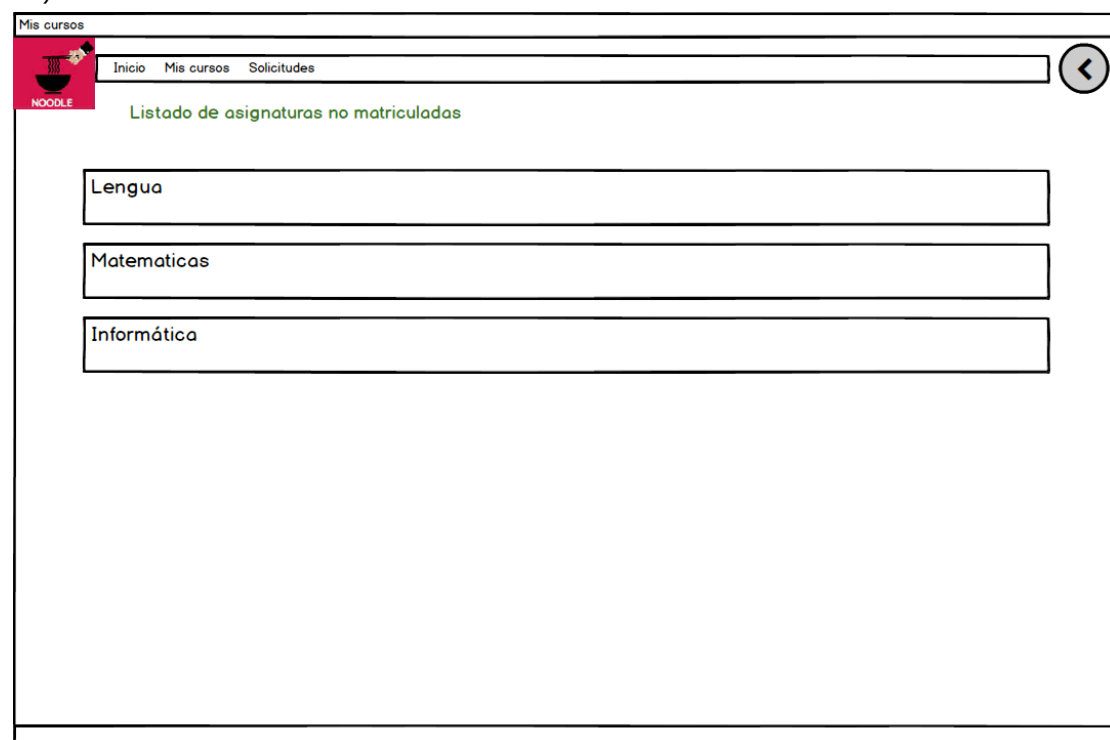 Mis cursos
NOODLE
Inicio Mis cursos Solicitudes
Listado de asignaturas no matriculadas
Lengua
Matematicas
Informática